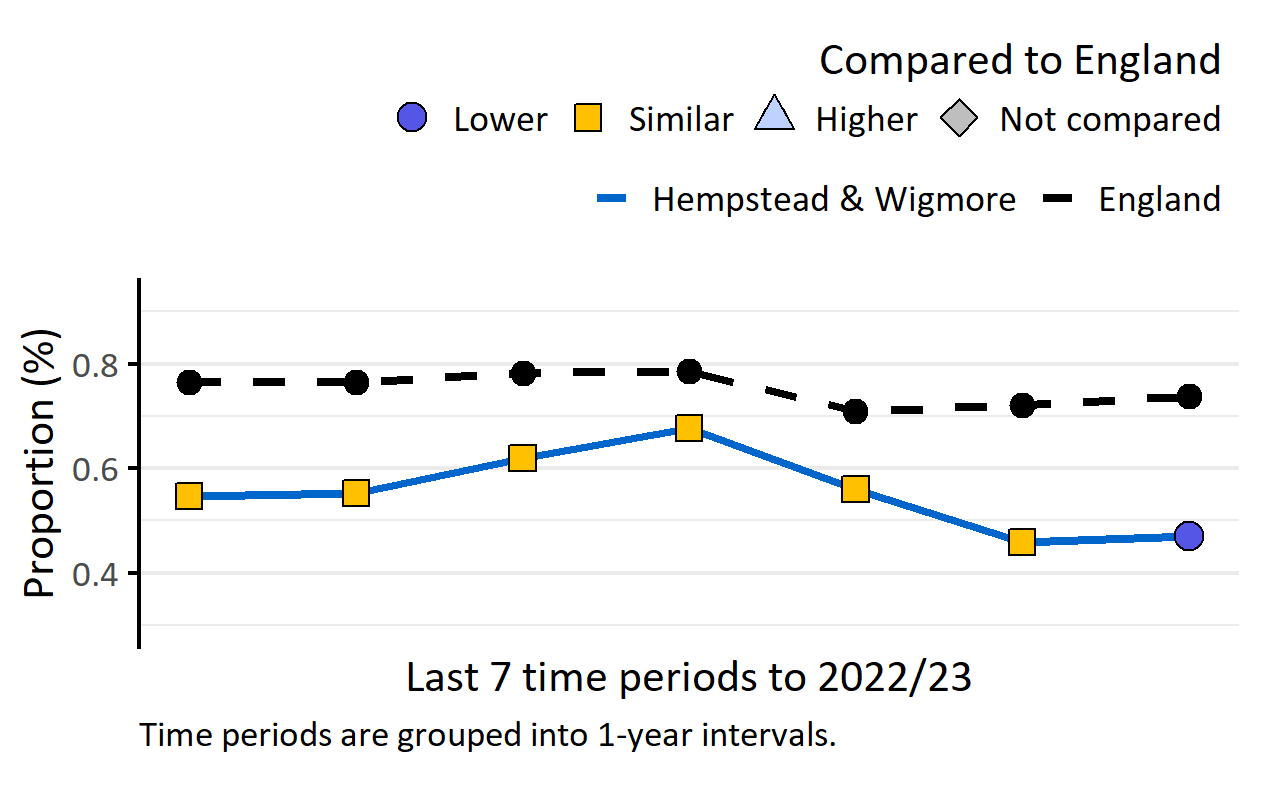 Compared to England
Lower Similar Higher Not compared
Hempstead & Wigmore England
Proportion (%)
0.8
0.6
0.4
Last 7 time periods to 2022/23
Time periods are grouped into 1-year intervals.